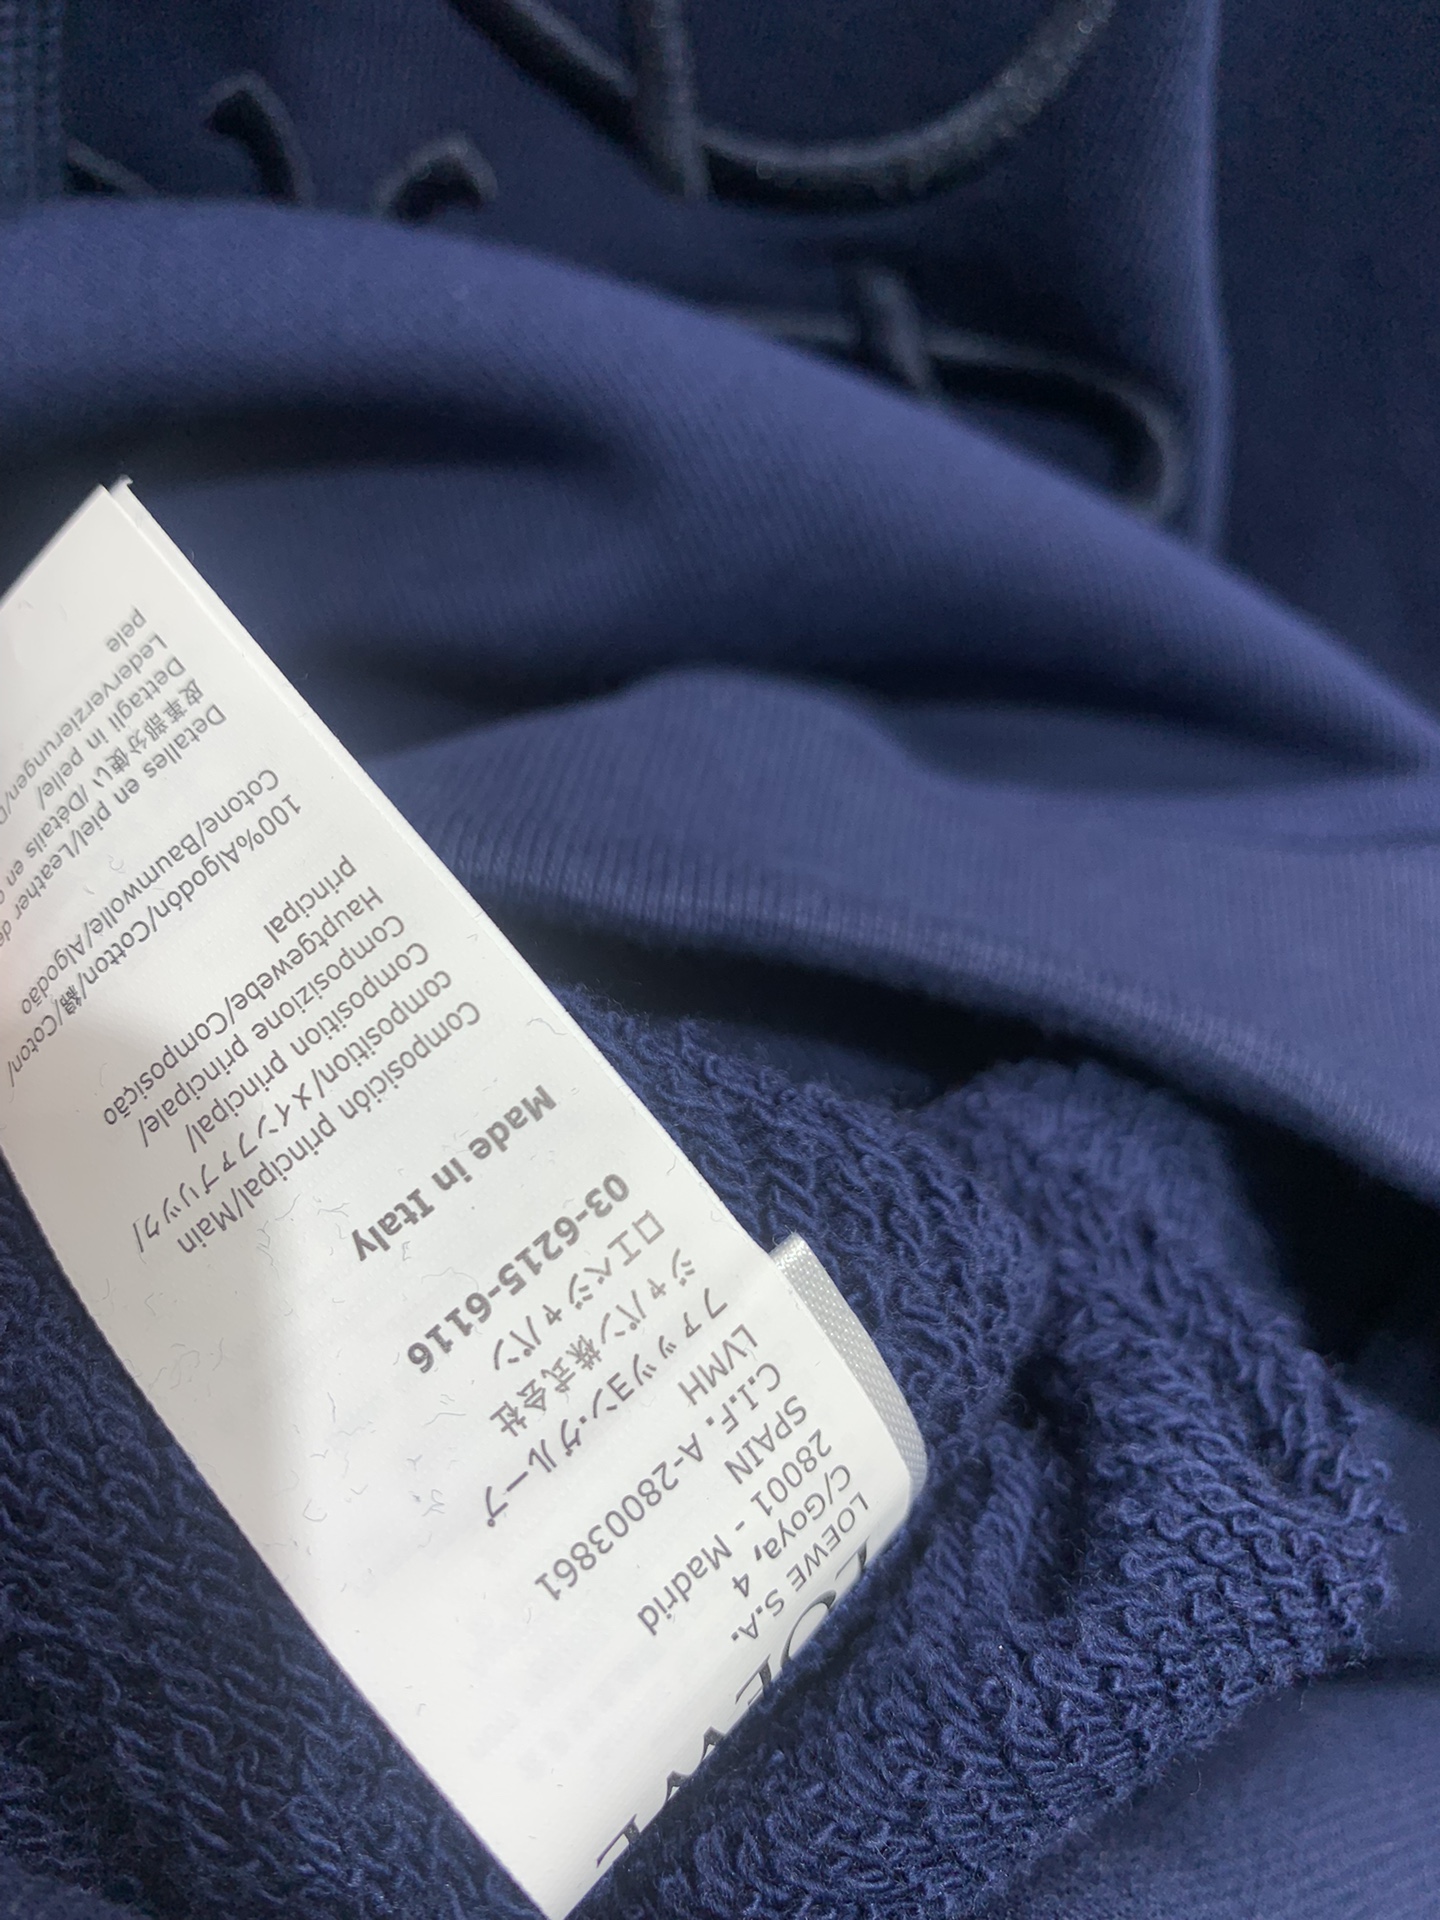 LOEWE
LOEWE S.A.
C/Goya, 4
28001 - Madrid
SPAIN
C.I.F. A-28003861
LVMH
ファッション・グループ
ジャパン株式会社
ロエベジャパン
03-6215-6116
Made in Italy
Composición principal/Main
composition/メインファブリック/
Composition principal/
Composizione principale/
Hauptgewebe/Composição
principal
100%Algodón/Cotton/綿/Coton/
Cotone/Baumwolle/Algodão
Detalles en piel/Leather
皮革部分使い/Détails en
Dettagli in pelle/
Lederverzierungen/
pele